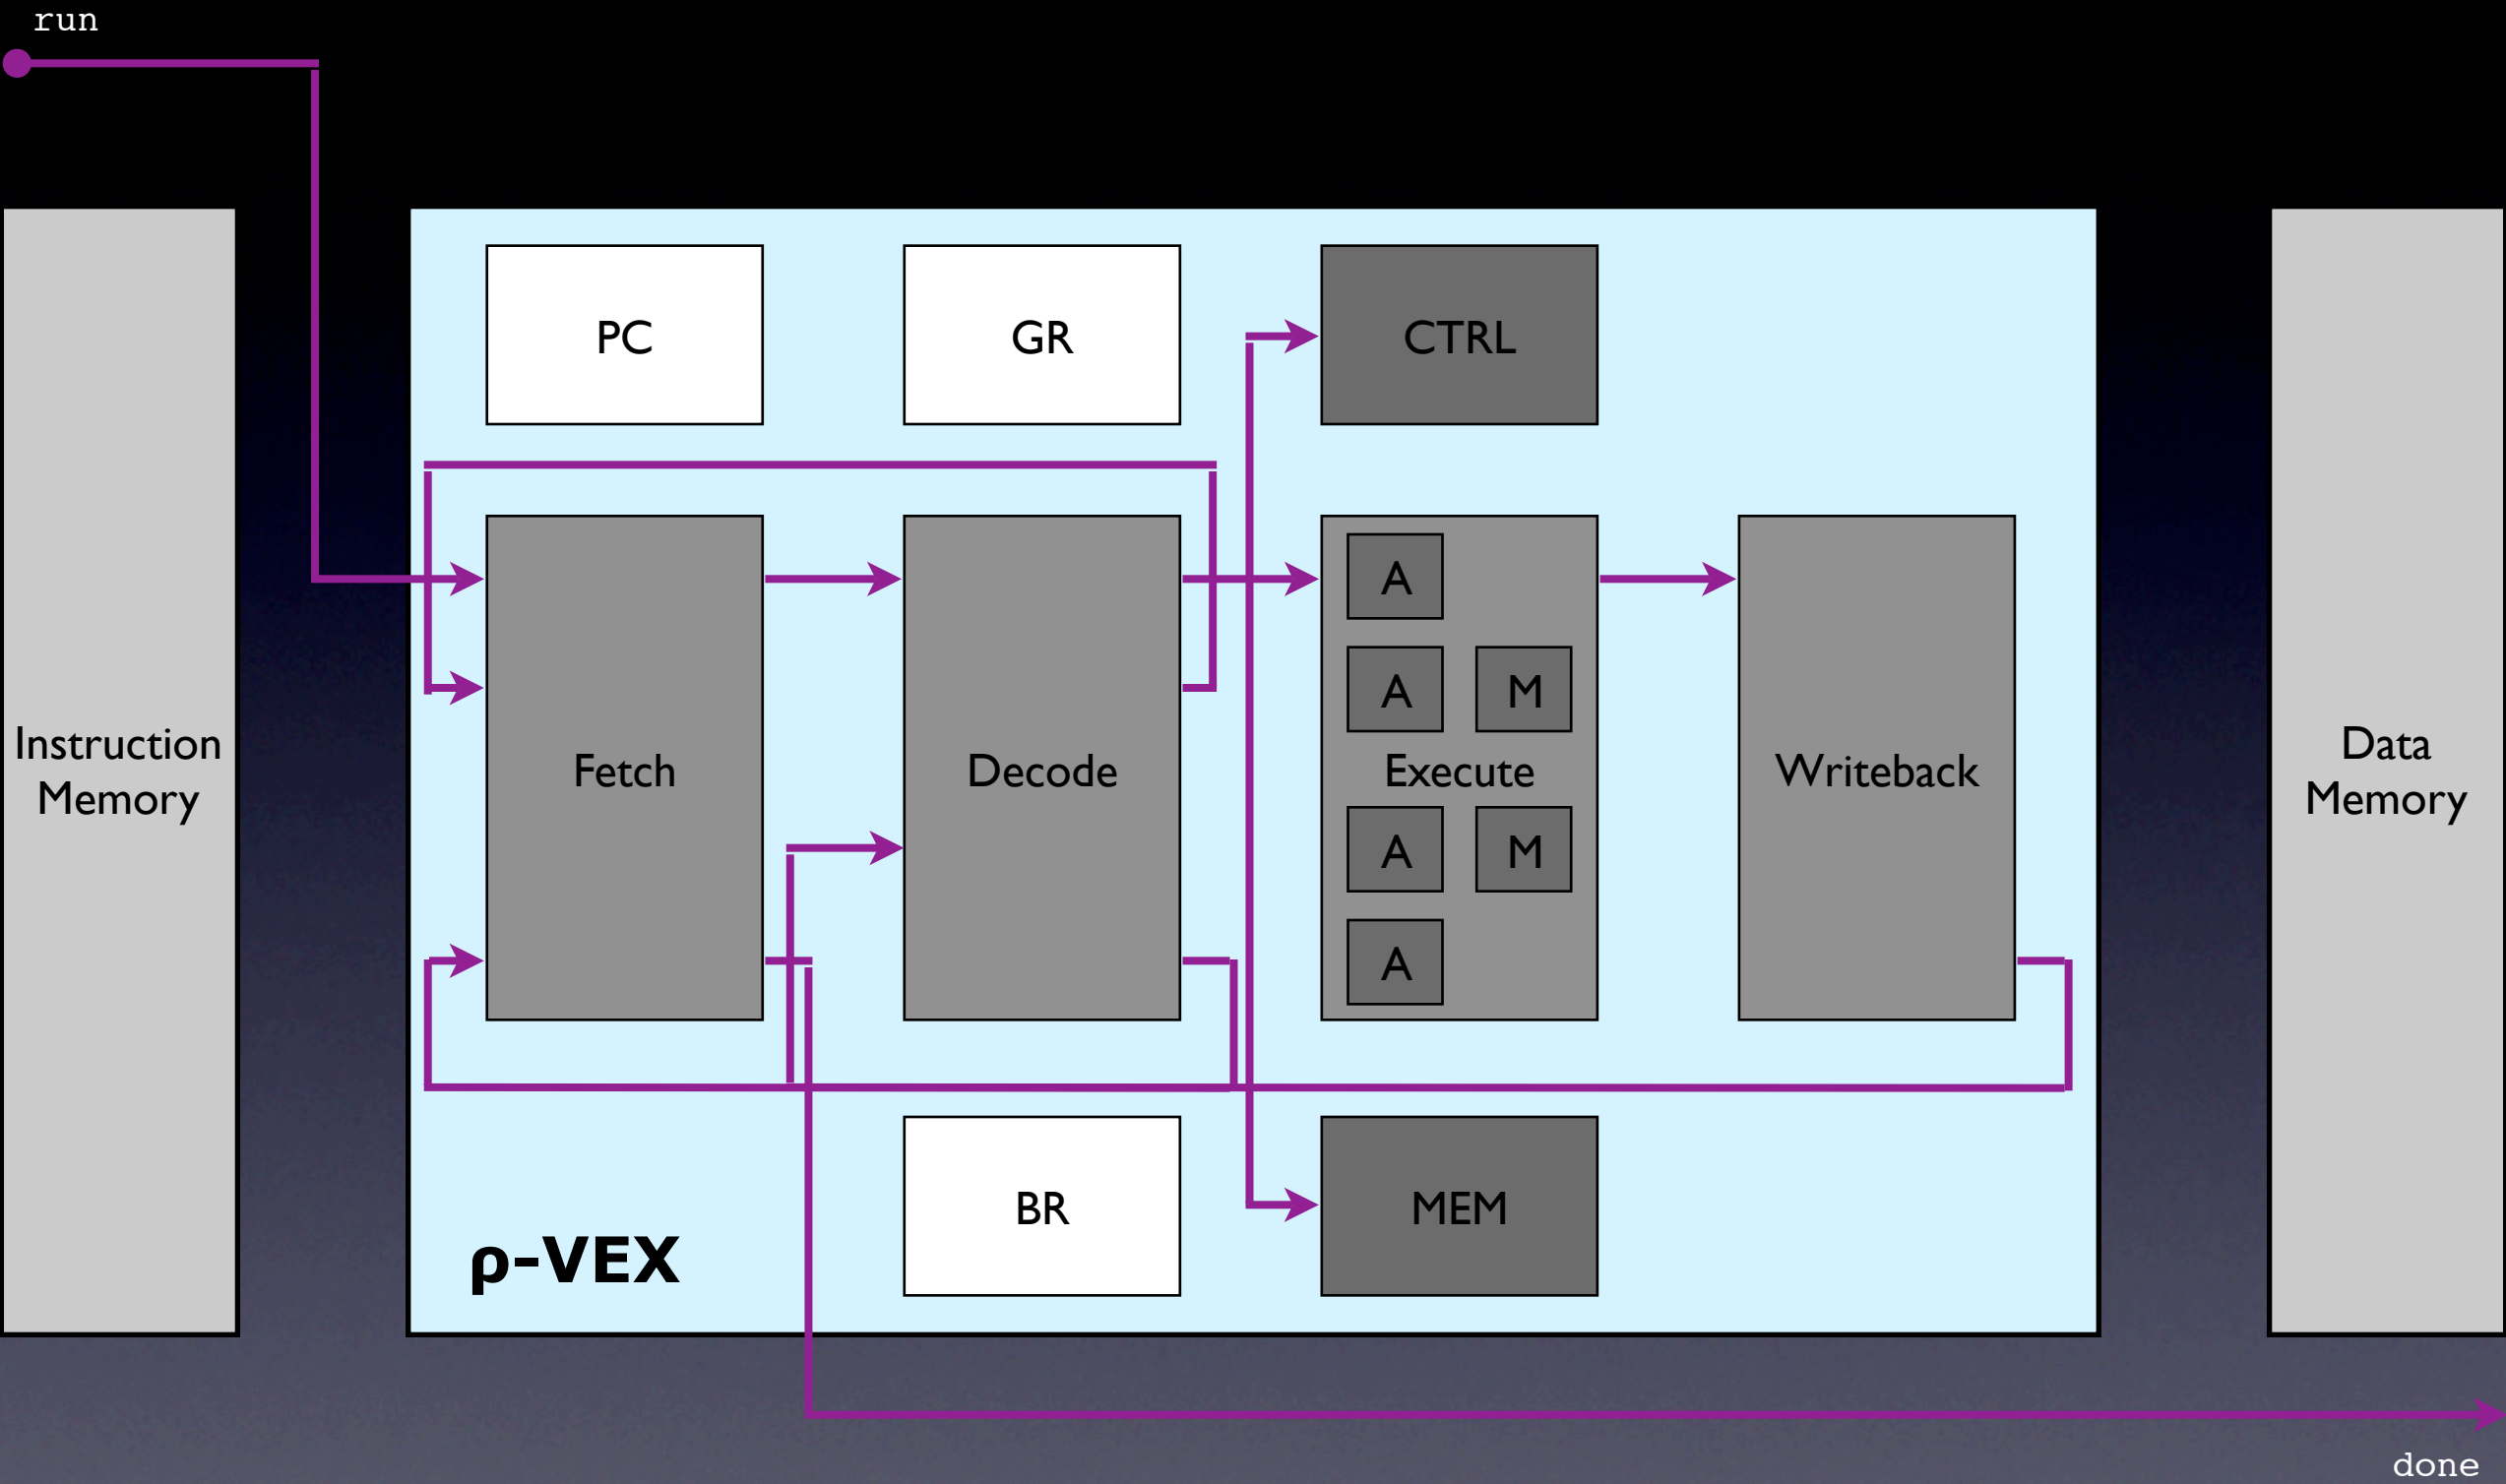 run
PC
GR
CTRL
Instruction
Memory
Fetch
Decode
A
A
M
Execute
A
M
A
Writeback
Data
Memory
BR
MEM
ρ-VEX
done